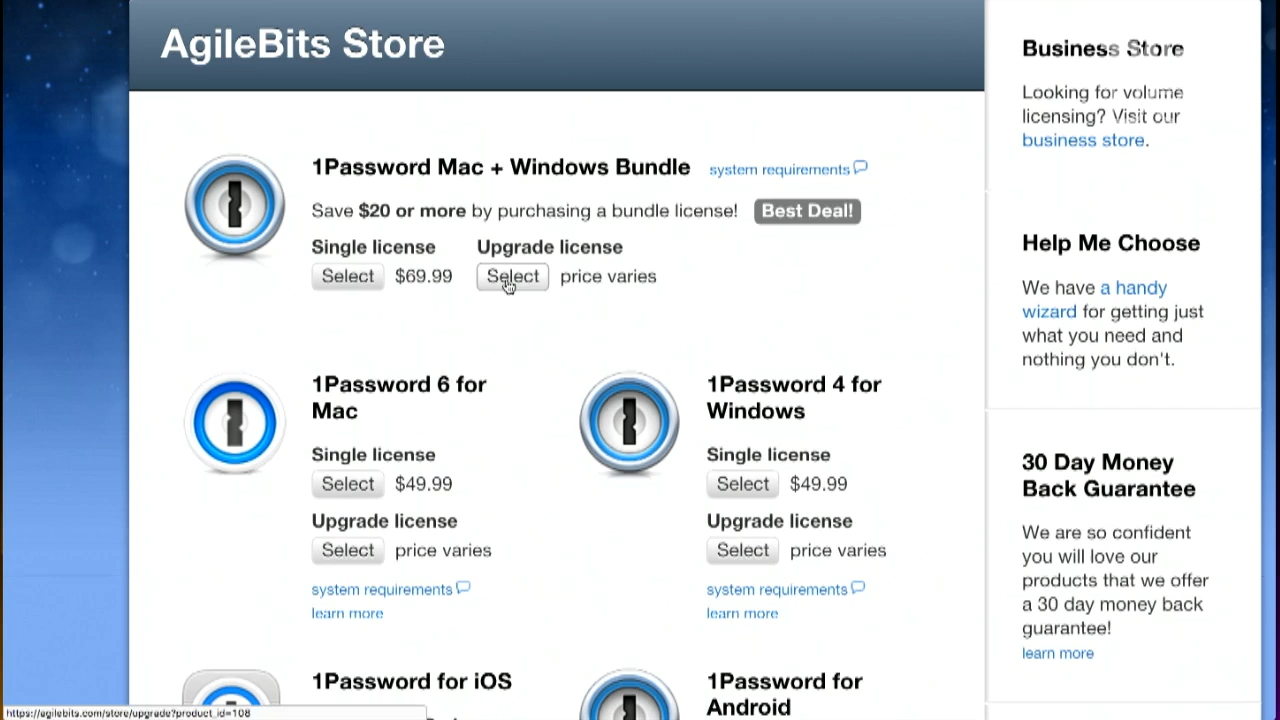 AgileBits Store
1Password Mac + Windows Bundle system requirements
Save $20 or more by purchasing a bundle license! Best Deal!
Single license Upgrade license
Select $69.99 Select price varies
1Password 6 for
Mac
Single license
Select $49.99
Upgrade license
Select price varies
system requirements
learn more
1Password 4 for
Windows
Single license
Select $49.99
Upgrade license
Select price varies
system requirements
learn more
1Password for iOS
1Password for
Android
Business Store
Looking for volume
licensing? Visit our
business store.
Help Me Choose
We have a handy
wizard for getting just
what you need and
nothing you don't.
30 Day Money
Back Guarantee
We are so confident
you will love our
products that we offer
a 30 day money back
guarantee!
learn more
https://agilebits.com/store/upgrade?product_id=108